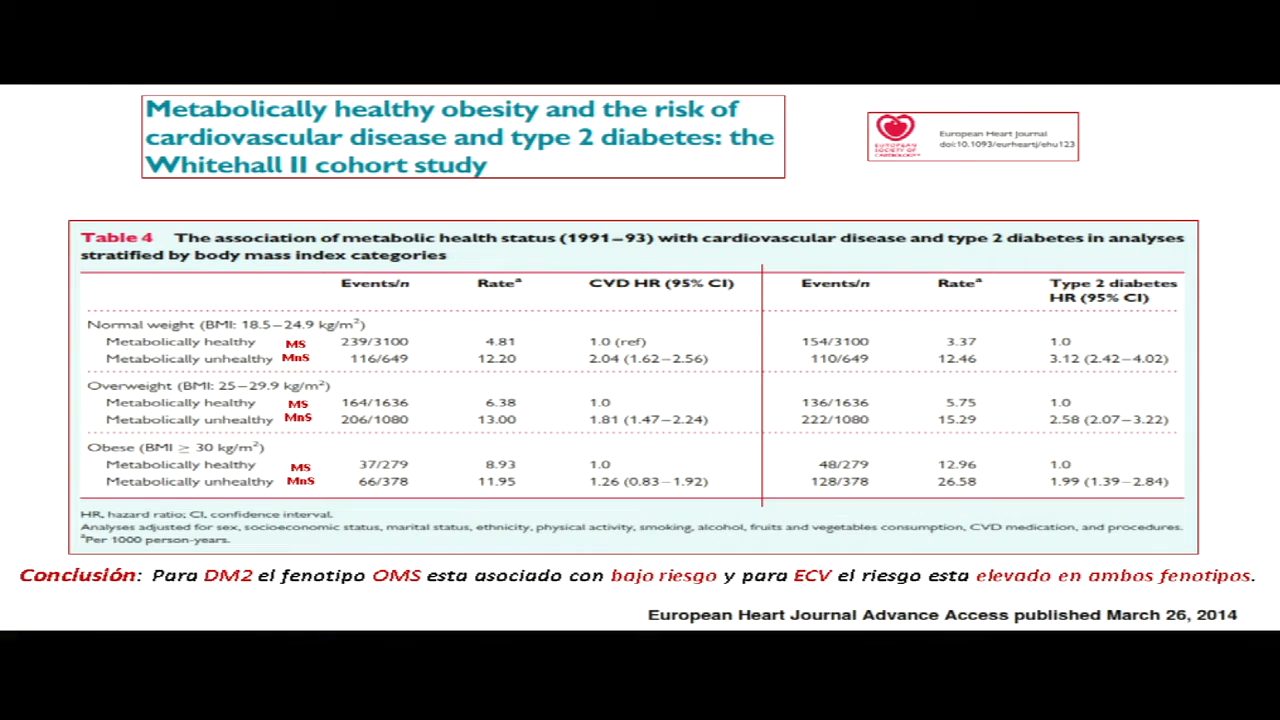 Metabolically healthy obesity and the risk of
cardiovascular disease and type 2 diabetes: the
Whitehall II cohort study
EUROPEAN
SOCIETY OF
CARDIOLOGY
European Heart Journal
doi:10.1093/eurheartj/ehu123
Table 4 The association of metabolic health status (1991–93) with cardiovascular disease and type 2 diabetes in analyses
stratified by body mass index categories
Events/n Rateᵃ CVD HR (95% CI) Events/n Rateᵃ Type 2 diabetes
HR (95% CI)
Normal weight (BMI: 18.5–24.9 kg/m²)
Metabolically healthy MS 239/3100 4.81 1.0 (ref) 154/3100 3.37 1.0
Metabolically unhealthy MnS 116/649 12.20 2.04 (1.62–2.56) 110/649 12.46 3.12 (2.42–4.02)
Overweight (BMI: 25–29.9 kg/m²)
Metabolically healthy MS 164/1636 6.38 1.0 136/1636 5.75 1.0
Metabolically unhealthy MnS 206/1080 13.00 1.81 (1.47–2.24) 222/1080 15.29 2.58 (2.07–3.22)
Obese (BMI ≥ 30 kg/m²)
Metabolically healthy MS 37/279 8.93 1.0 48/279 12.96 1.0
Metabolically unhealthy MnS 66/378 11.95 1.26 (0.83–1.92) 128/378 26.58 1.99 (1.39–2.84)
HR, hazard ratio; CI, confidence interval.
Analyses adjusted for sex, socioeconomic status, marital status, ethnicity, physical activity, smoking, alcohol, fruits and vegetables consumption, CVD medication, and procedures.
ᵃPer 1000 person-years.
Conclusión: Para DM2 el fenotipo OMS esta asociado con bajo riesgo y para ECV el riesgo esta elevado en ambos fenotipos.
European Heart Journal Advance Access published March 26, 2014